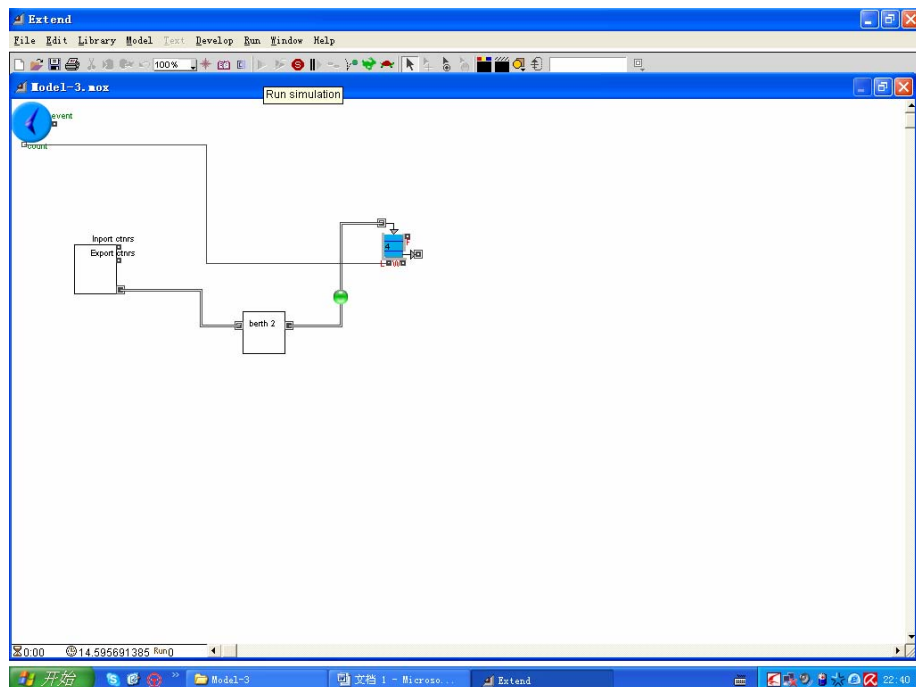 Extend
File Edit Library Model Text Develop Run Window Help
100%
Model-3.mox
Run simulation
event
count
Inport ctnrs
Export ctnrs
4
F
L W
berth 2
0:00 14.595691385 Run0
开始 » Model-3 文档 1 - Microso... Extend 22:40